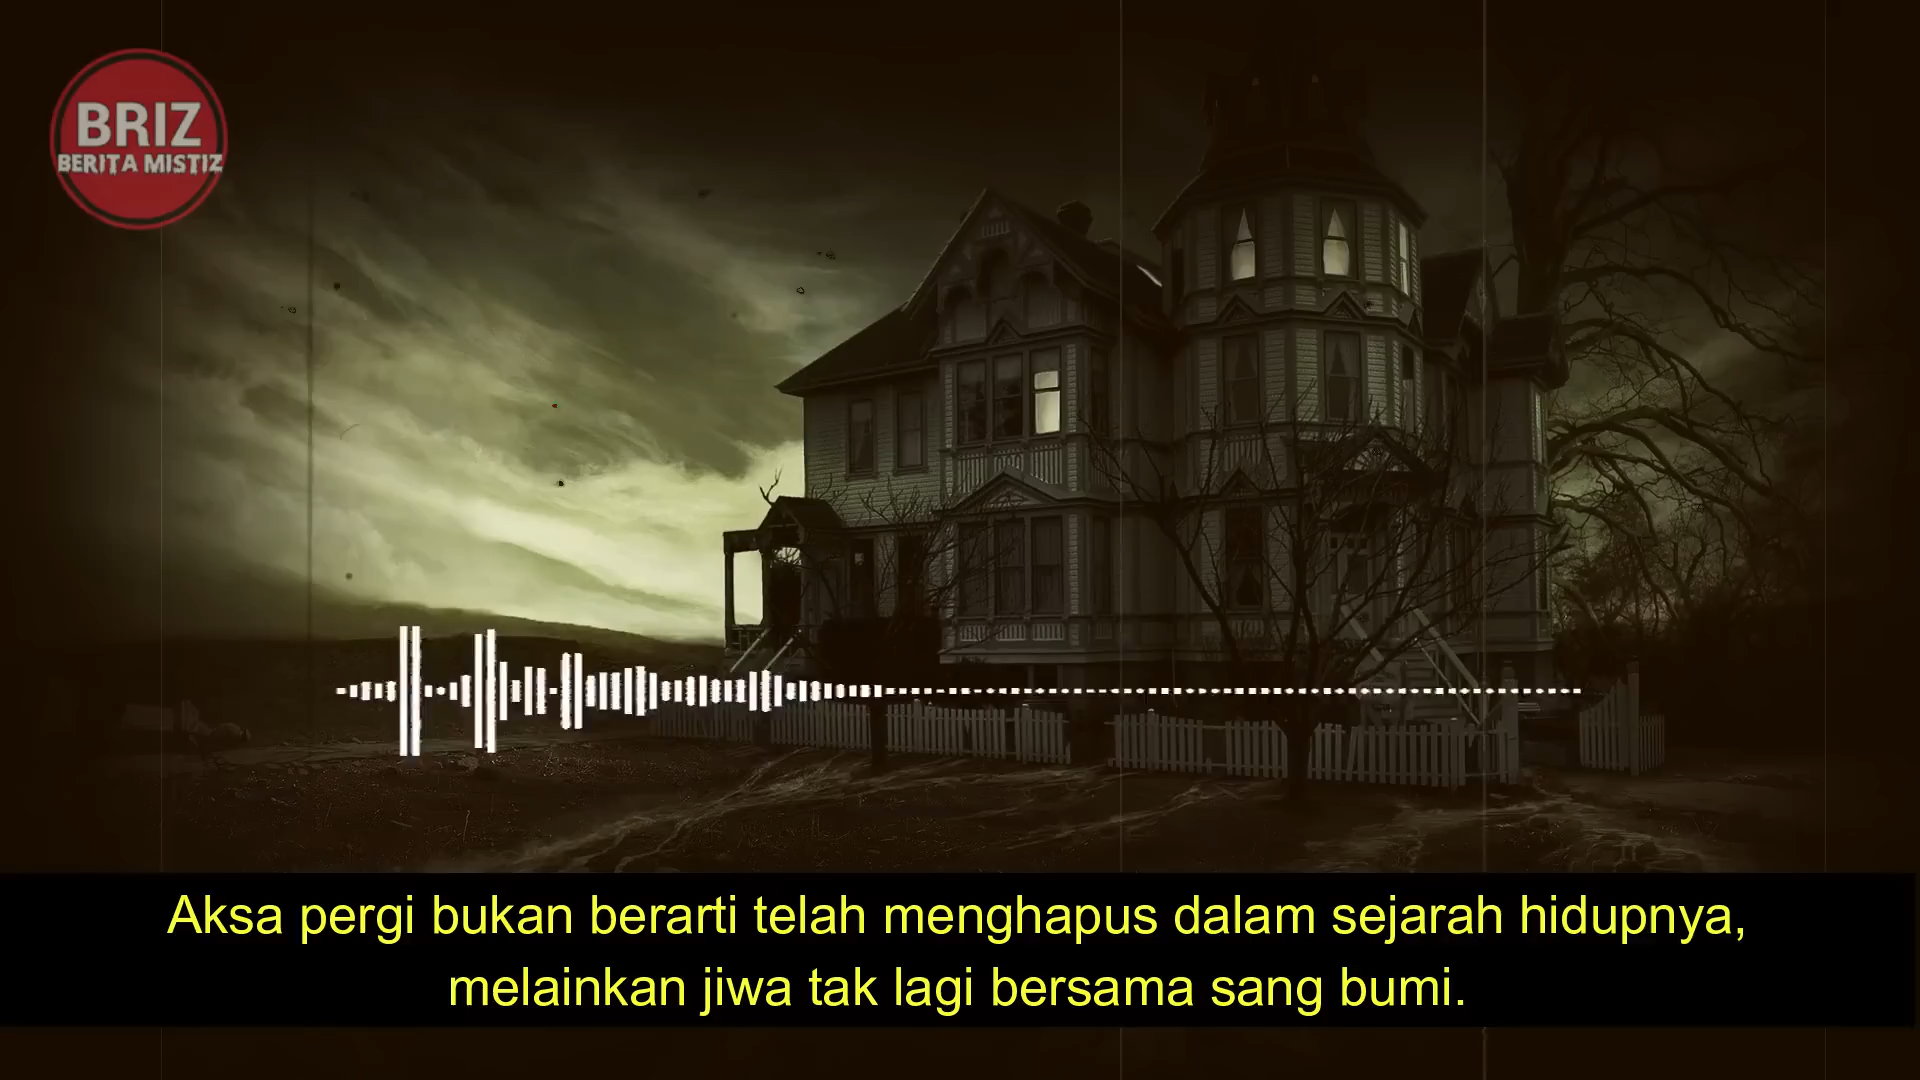 BRIZ
BERITA MISTIZ
Aksa pergi bukan berarti telah menghapus dalam sejarah hidupnya,
melainkan jiwa tak lagi bersama sang bumi.